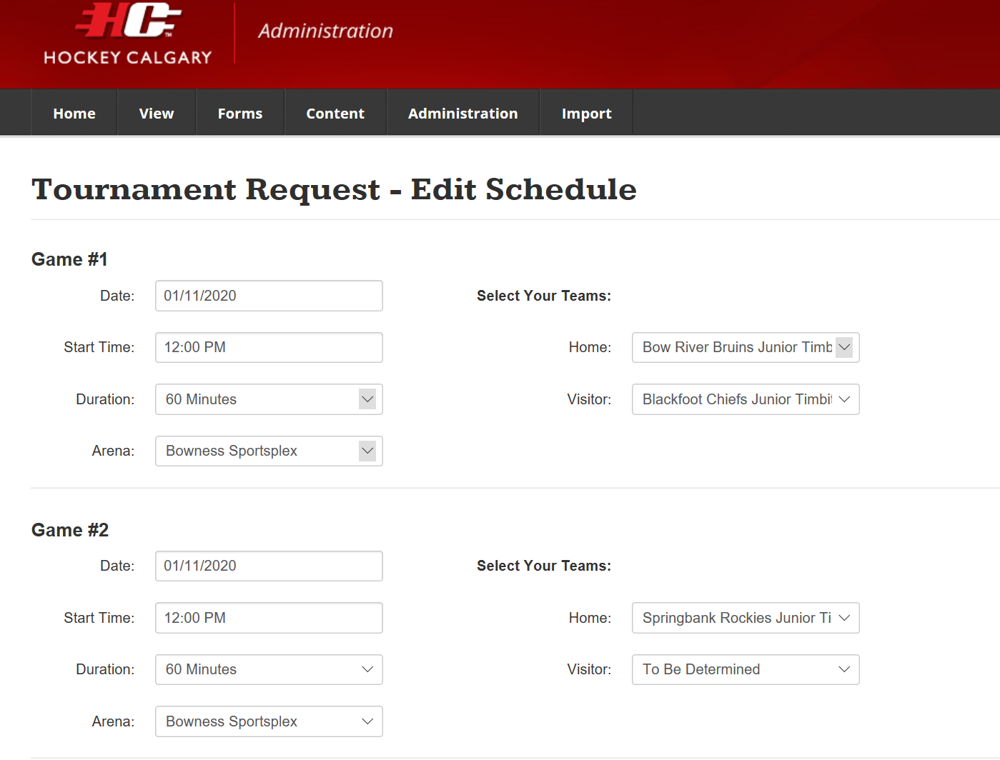 HC™
HOCKEY CALGARY
Administration
Home View Forms Content Administration Import
Tournament Request - Edit Schedule
Game #1
Date: 01/11/2020 Select Your Teams:
Start Time: 12:00 PM Home: Bow River Bruins Junior Timb
Duration: 60 Minutes Visitor: Blackfoot Chiefs Junior Timbit
Arena: Bowness Sportsplex
Game #2
Date: 01/11/2020 Select Your Teams:
Start Time: 12:00 PM Home: Springbank Rockies Junior Ti
Duration: 60 Minutes Visitor: To Be Determined
Arena: Bowness Sportsplex